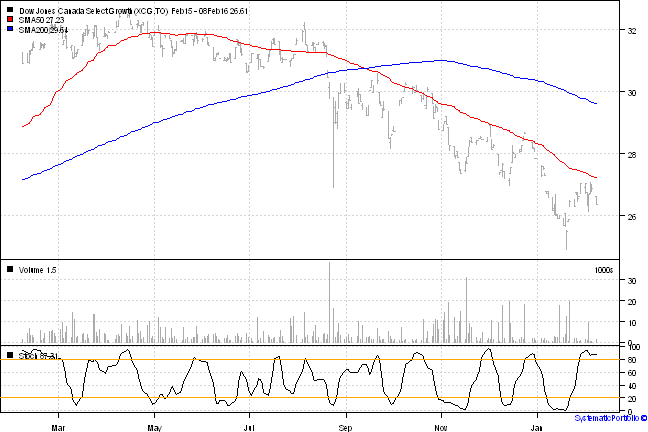 Dow Jones Canada Select Growth (XCG.TO) Feb15 - 08Feb16 26.61
SMA50 27.23
SMA200 29.64
32
30
28
26
Volume 1.5
1000s
30
20
10
0
100
80
60
40
20
0
Mar May Jul Sep Nov Jan
SystematicPortfolio ©